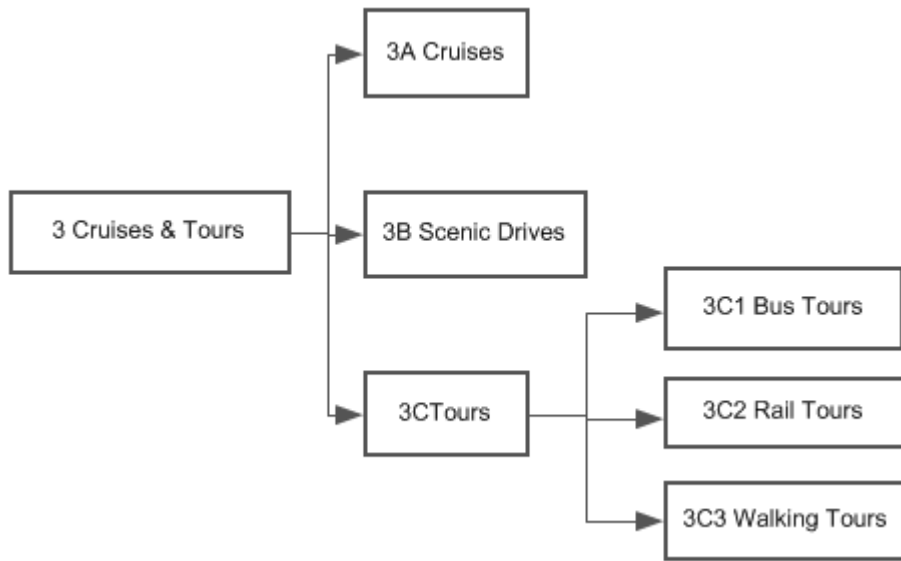 3A Cruises
3 Cruises & Tours
3B Scenic Drives
3CTours
3C1 Bus Tours
3C2 Rail Tours
3C3 Walking Tours